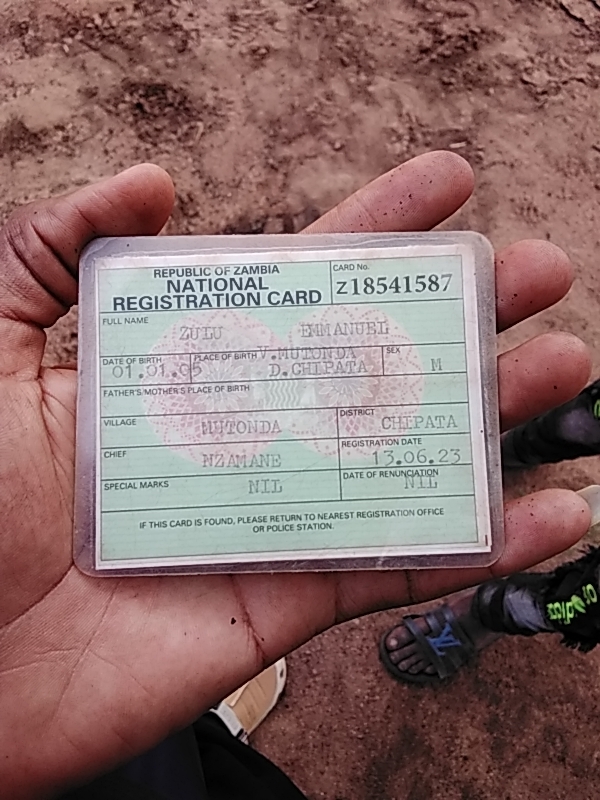 REPUBLIC OF ZAMBIA
NATIONAL
REGISTRATION CARD
CARD No.
Z18541587
FULL NAME
ZULU EMMANUEL
DATE OF BIRTH
01.01.95
PLACE OF BIRTH V.MUTONDA
D.CHIPATA
SEX
M
FATHER'S/MOTHER'S PLACE OF BIRTH
VILLAGE
MUTONDA
DISTRICT
CHIPATA
CHIEF
NZAMANE
REGISTRATION DATE
13.06.23
SPECIAL MARKS
NIL
DATE OF RENUNCIATION
NIL
IF THIS CARD IS FOUND, PLEASE RETURN TO NEAREST REGISTRATION OFFICE
OR POLICE STATION.